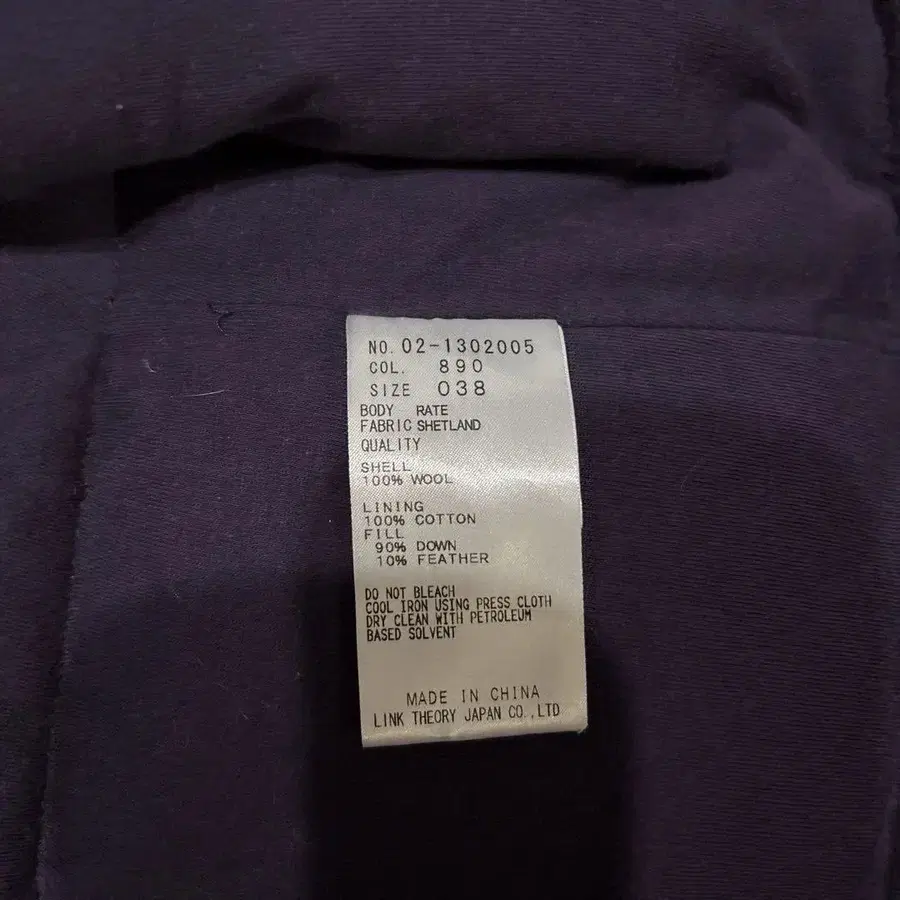 NO. 02-1302005
COL. 890
SIZE 038
BODY RATE
FABRIC SHETLAND
QUALITY
SHELL
100% WOOL
LINING
100% COTTON
FILL
90% DOWN
10% FEATHER
DO NOT BLEACH
COOL IRON USING PRESS CLOTH
DRY CLEAN WITH PETROLEUM
BASED SOLVENT
MADE IN CHINA
LINK THEORY JAPAN CO.,LTD